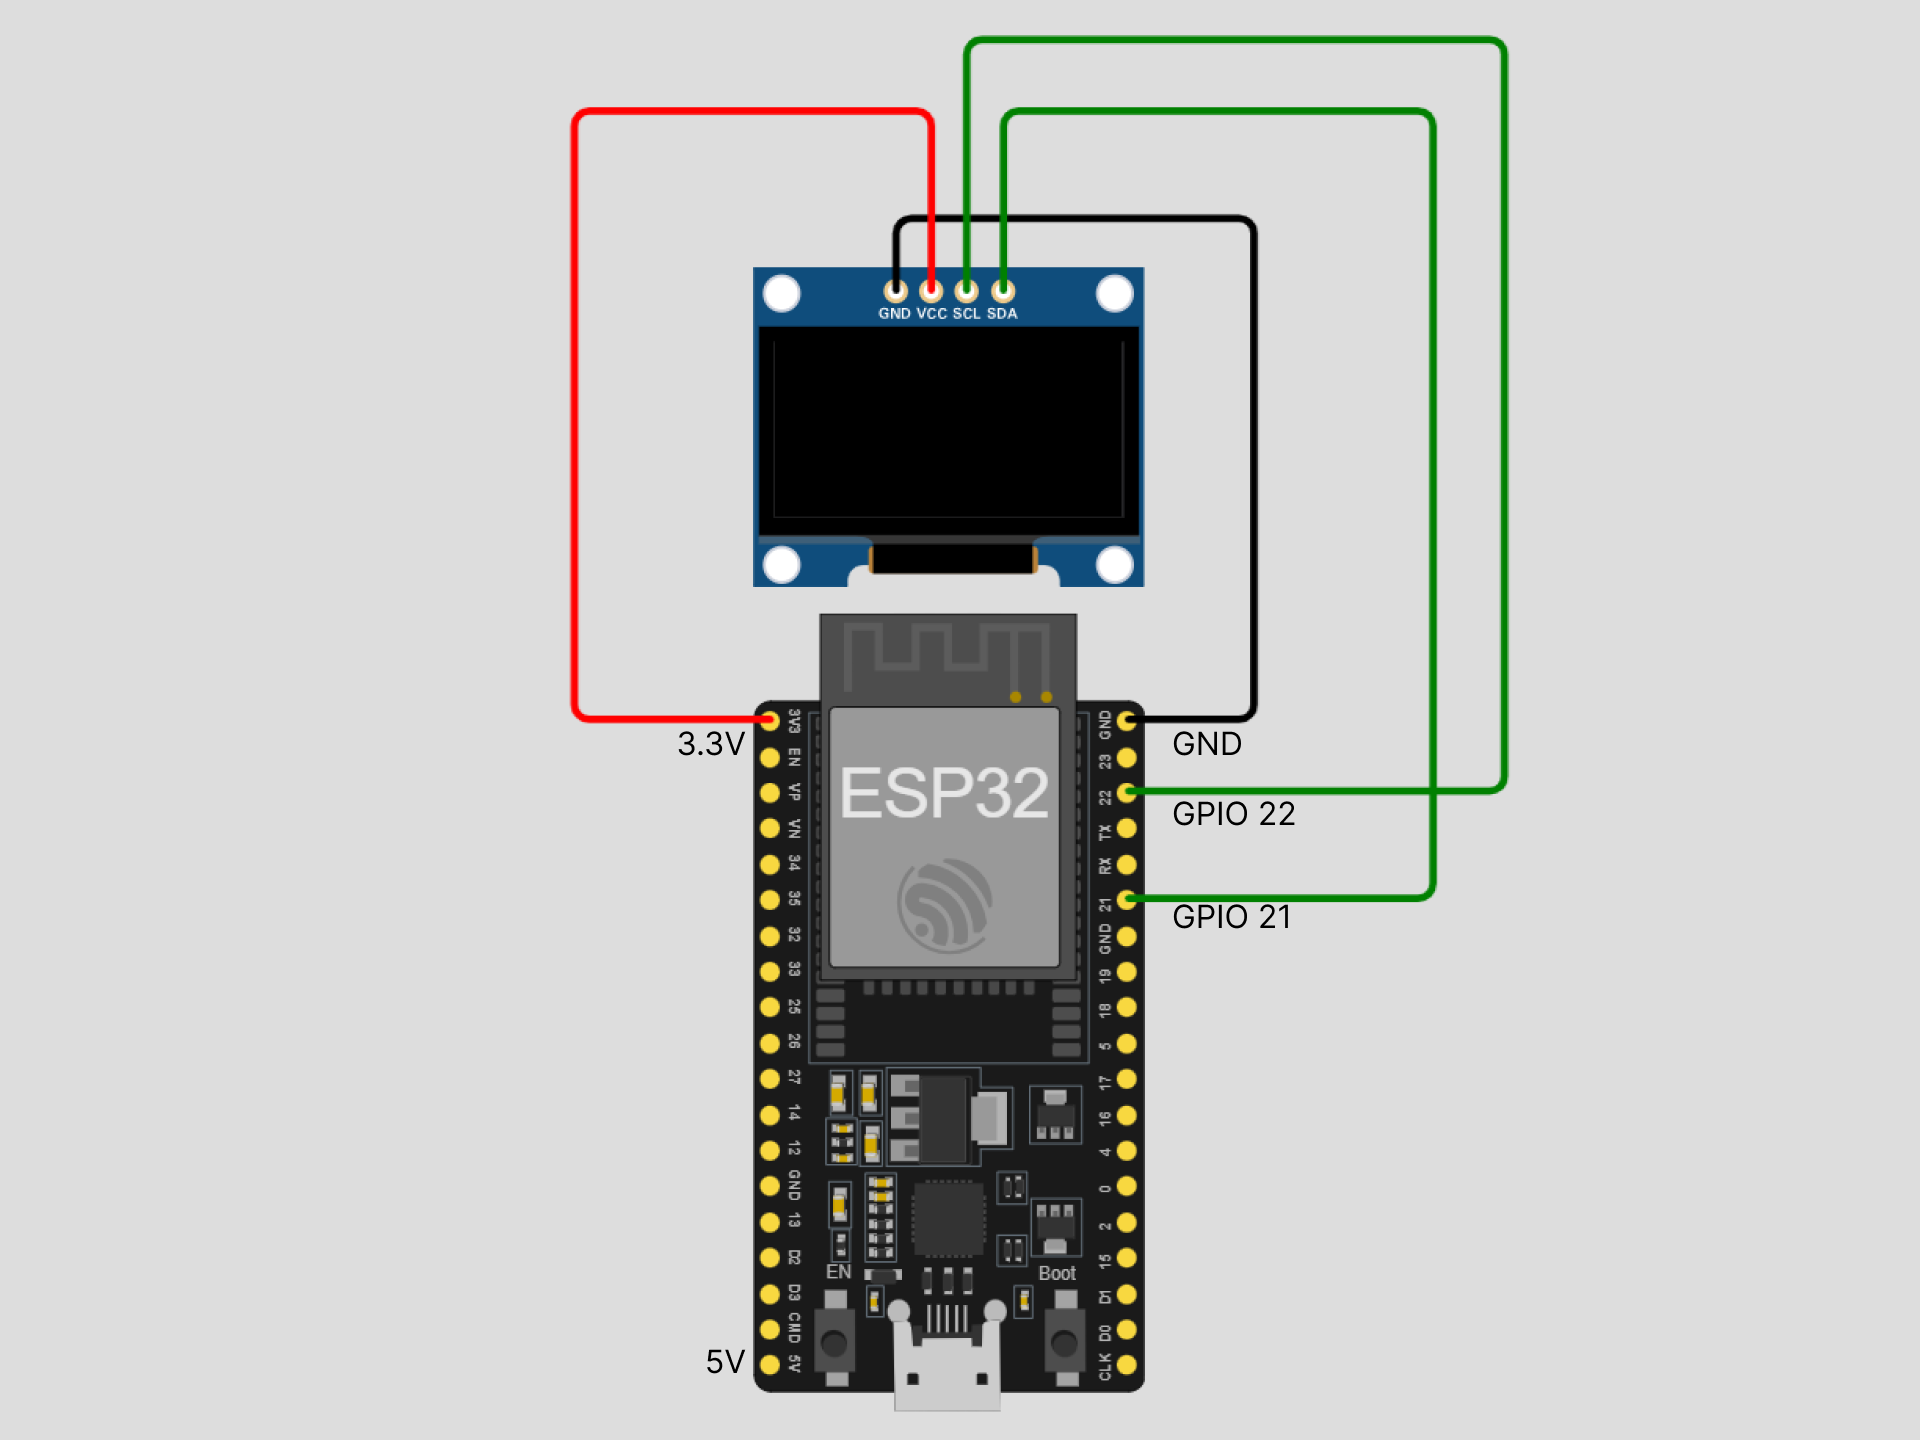 GND VCC SCL SDA
3V3
EN
VP
VN
34
35
32
33
25
26
27
14
12
GND
13
D2
D3
CMD
5V
3.3V
5V
ESP32
EN
Boot
GND
23
22
TX
RX
21
GND
19
18
5
17
16
4
0
2
15
D1
D0
CLK
GND
GPIO 22
GPIO 21